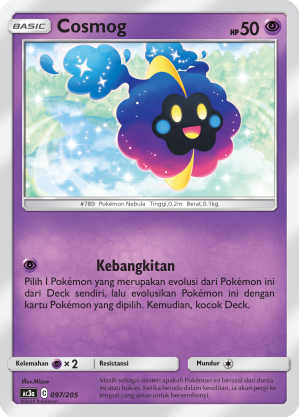 BASIC Cosmog HP 50
#789 Pokémon Nebula Tinggi,0.2m Berat,0.1kg
Kebangkitan
Pilih 1 Pokémon yang merupakan evolusi dari Pokémon ini
dari Deck sendiri, lalu evolusikan Pokémon ini dengan
kartu Pokémon yang dipilih. Kemudian, kocok Deck.
Kelemahan ×2 Resistansi Mundur
Illus.Mizue
Masih sebagai misteri apakah Pokémon ini berasal dari dunia
ini atau bukan. Ketika berada dalam kesulitan, ia akan pergi ke
tempat yang aman untuk bersembunyi.
AC3a C 097/205